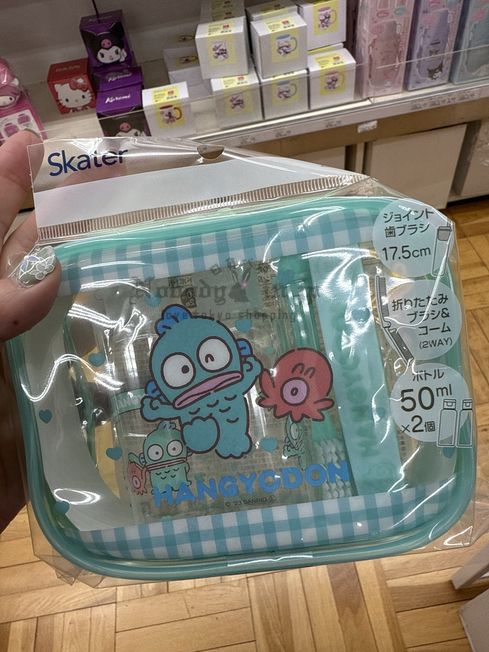 Skater
ジョイント
歯ブラシ
17.5cm
折りたたみ
ブラシ&
コーム
(2WAY)
ボトル
50ml
×2個
HANGYODON